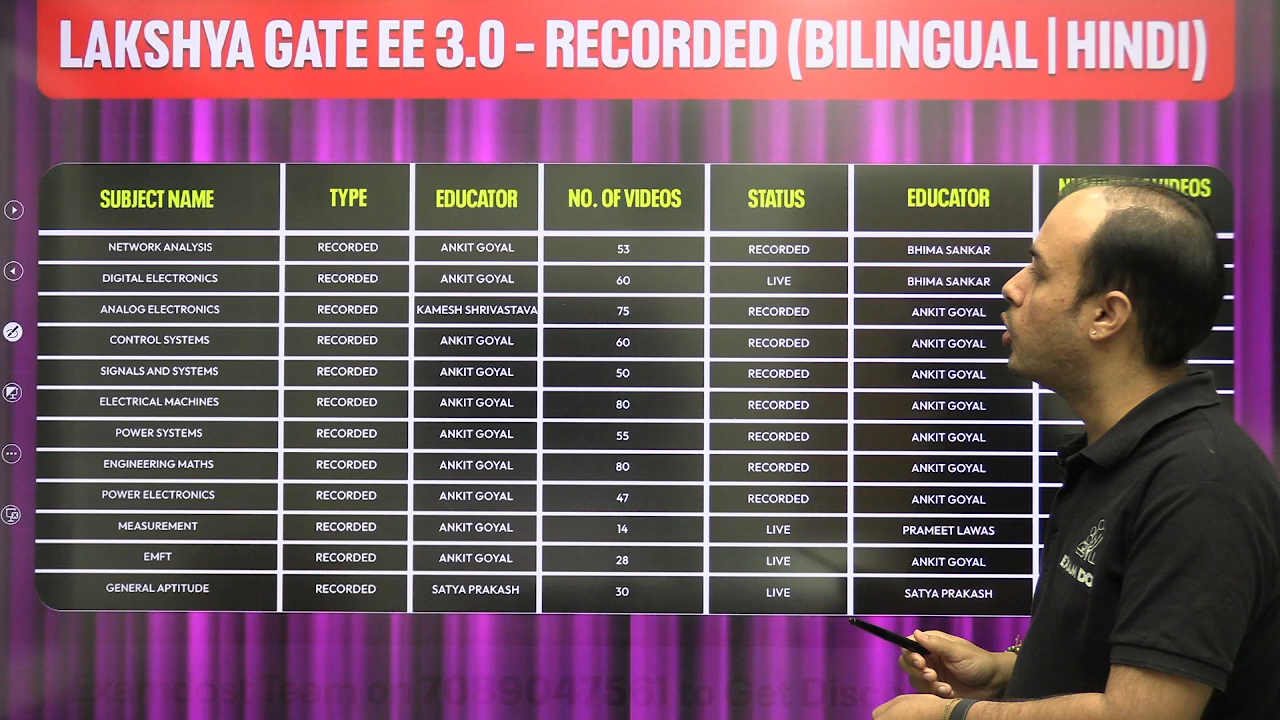 LAKSHYA GATE EE 3.0 - RECORDED (BILINGUAL | HINDI)
SUBJECT NAME TYPE EDUCATOR NO. OF VIDEOS STATUS EDUCATOR
NETWORK ANALYSIS RECORDED ANKIT GOYAL 53 RECORDED BHIMA SANKAR
DIGITAL ELECTRONICS RECORDED ANKIT GOYAL 60 LIVE BHIMA SANKAR
ANALOG ELECTRONICS RECORDED KAMESH SHRIVASTAVA 75 RECORDED ANKIT GOYAL
CONTROL SYSTEMS RECORDED ANKIT GOYAL 60 RECORDED ANKIT GOYAL
SIGNALS AND SYSTEMS RECORDED ANKIT GOYAL 50 RECORDED ANKIT GOYAL
ELECTRICAL MACHINES RECORDED ANKIT GOYAL 80 RECORDED ANKIT GOYAL
POWER SYSTEMS RECORDED ANKIT GOYAL 55 RECORDED ANKIT GOYAL
ENGINEERING MATHS RECORDED ANKIT GOYAL 80 RECORDED ANKIT GOYAL
POWER ELECTRONICS RECORDED ANKIT GOYAL 47 RECORDED ANKIT GOYAL
MEASUREMENT RECORDED ANKIT GOYAL 14 LIVE PRAMEET LAWAS
EMFT RECORDED ANKIT GOYAL 28 LIVE ANKIT GOYAL
GENERAL APTITUDE RECORDED SATYA PRAKASH 30 LIVE SATYA PRAKASH
Team on to Get